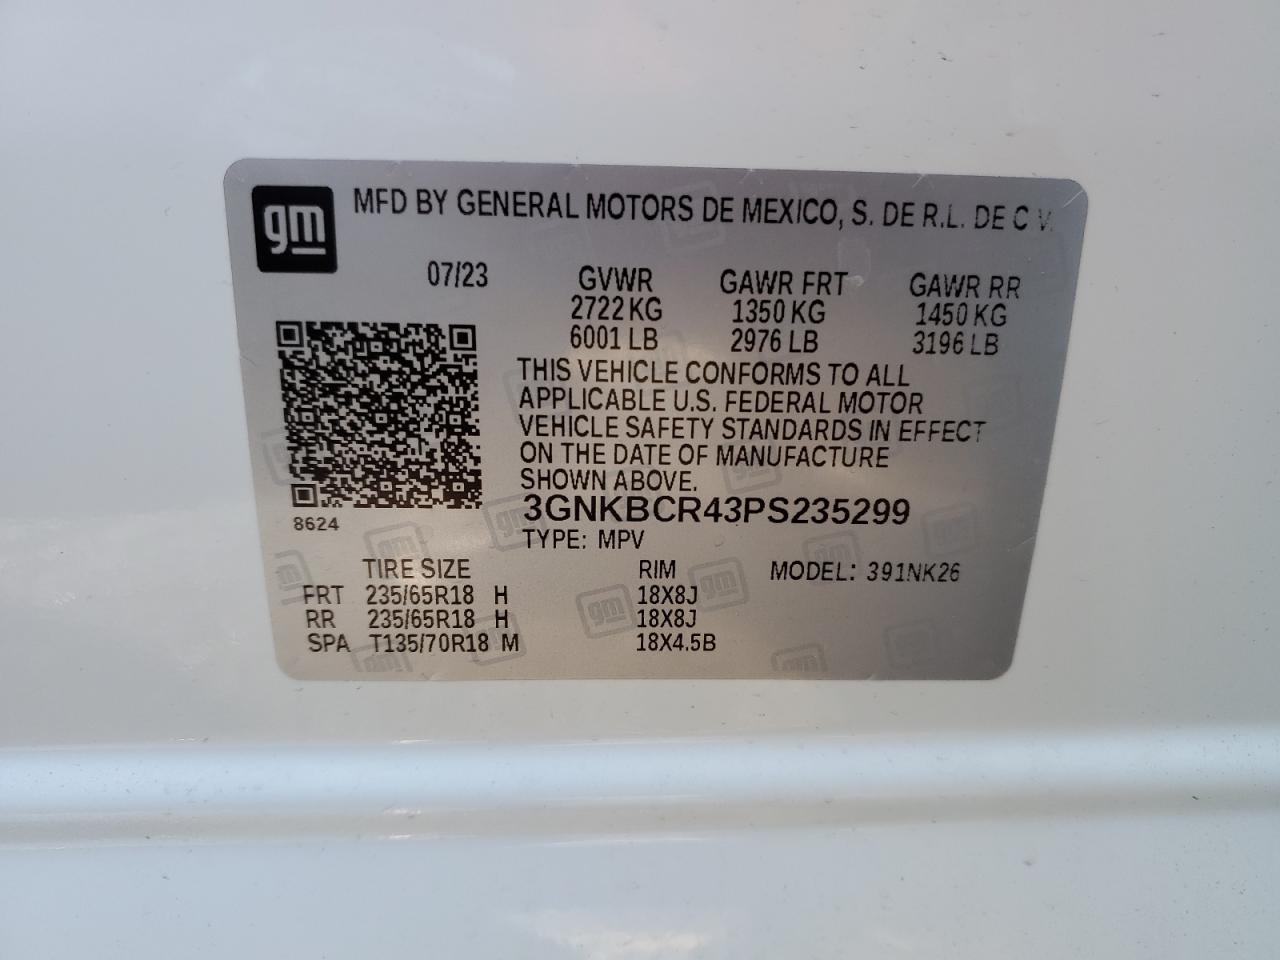 gm
MFD BY GENERAL MOTORS DE MEXICO, S. DE R.L. DE C V.
07/23
GVWR GAWR FRT GAWR RR
2722 KG 1350 KG 1450 KG
6001 LB 2976 LB 3196 LB
THIS VEHICLE CONFORMS TO ALL
APPLICABLE U.S. FEDERAL MOTOR
VEHICLE SAFETY STANDARDS IN EFFECT
ON THE DATE OF MANUFACTURE
SHOWN ABOVE.
3GNKBCR43PS235299
8624
TYPE: MPV
TIRE SIZE RIM MODEL: 391NK26
FRT 235/65R18 H 18X8J
RR 235/65R18 H 18X8J
SPA T135/70R18 M 18X4.5B